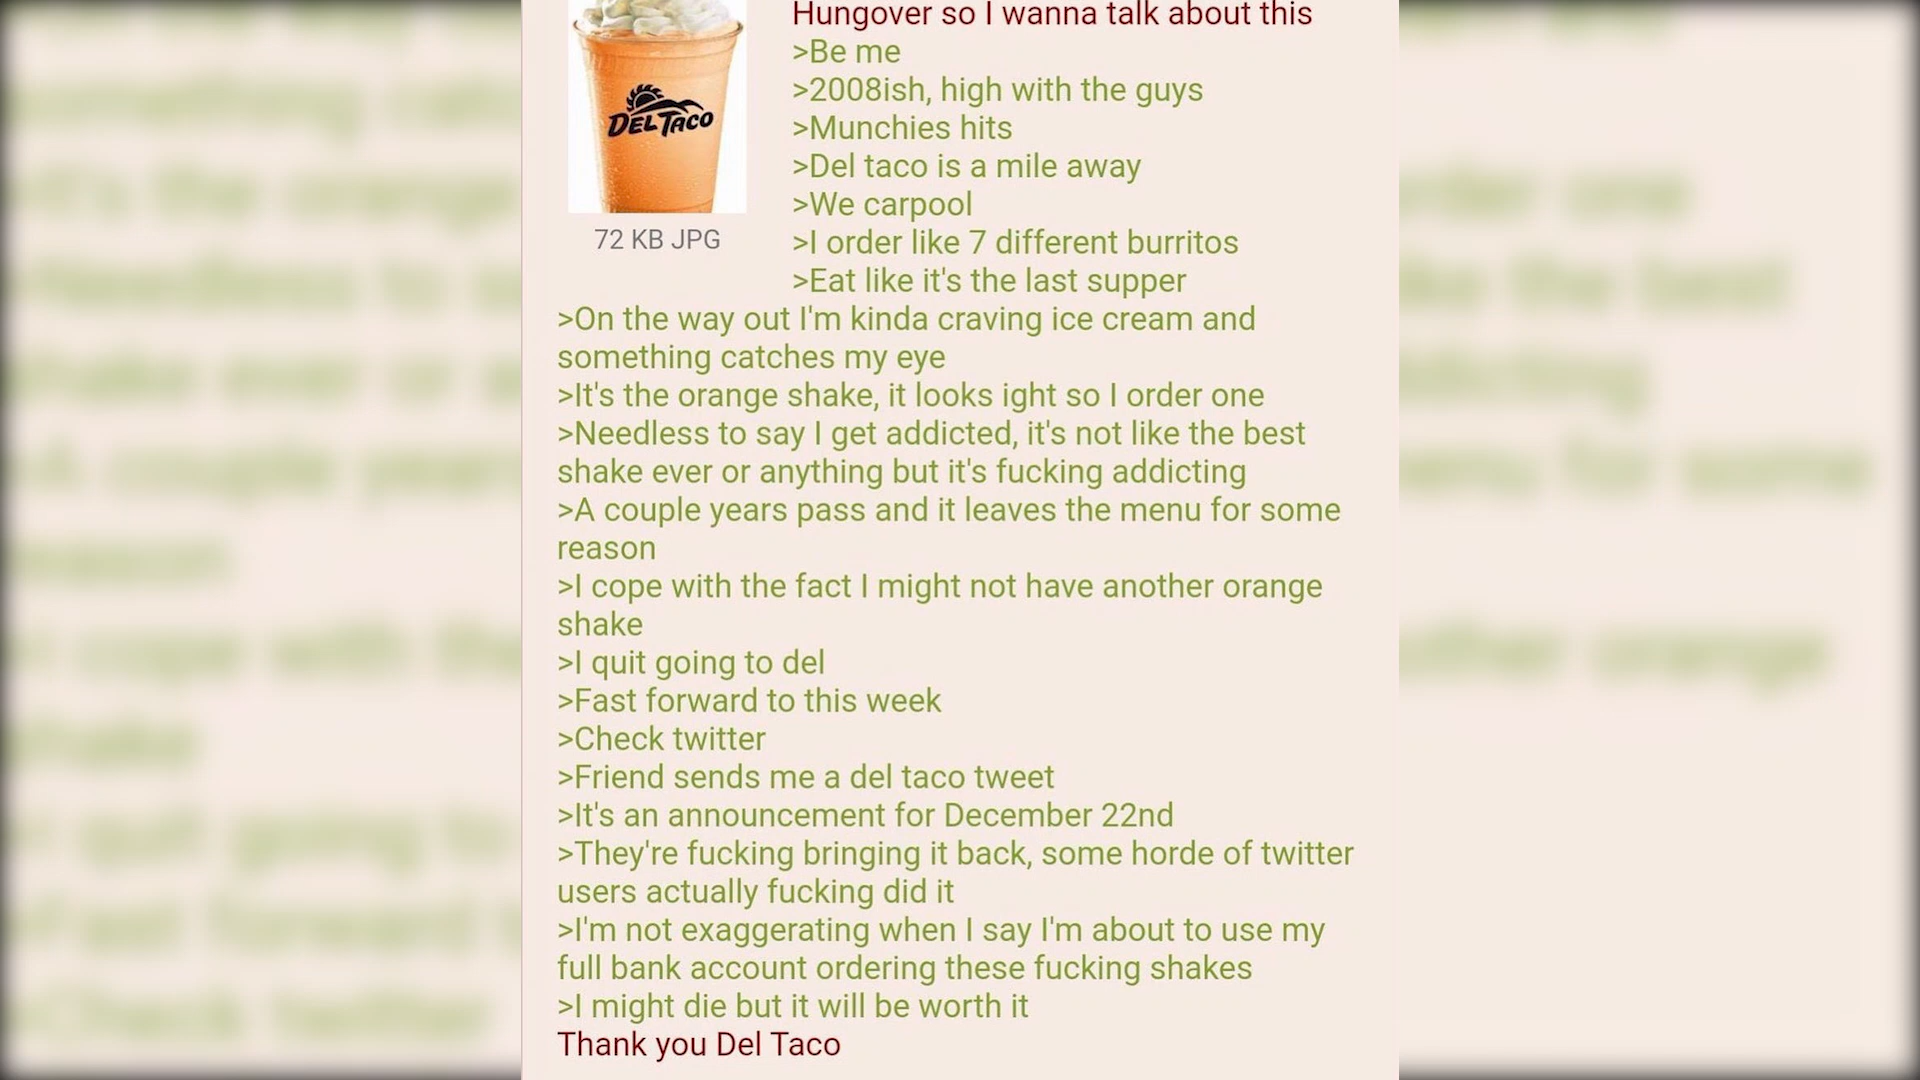 Hungover so I wanna talk about this
>Be me
>2008ish, high with the guys
>Munchies hits
>Del taco is a mile away
>We carpool
>I order like 7 different burritos
>Eat like it's the last supper
DEL TACO
72 KB JPG
>On the way out I'm kinda craving ice cream and
something catches my eye
>It's the orange shake, it looks ight so I order one
>Needless to say I get addicted, it's not like the best
shake ever or anything but it's fucking addicting
>A couple years pass and it leaves the menu for some
reason
>I cope with the fact I might not have another orange
shake
>I quit going to del
>Fast forward to this week
>Check twitter
>Friend sends me a del taco tweet
>It's an announcement for December 22nd
>They're fucking bringing it back, some horde of twitter
users actually fucking did it
>I'm not exaggerating when I say I'm about to use my
full bank account ordering these fucking shakes
>I might die but it will be worth it
Thank you Del Taco